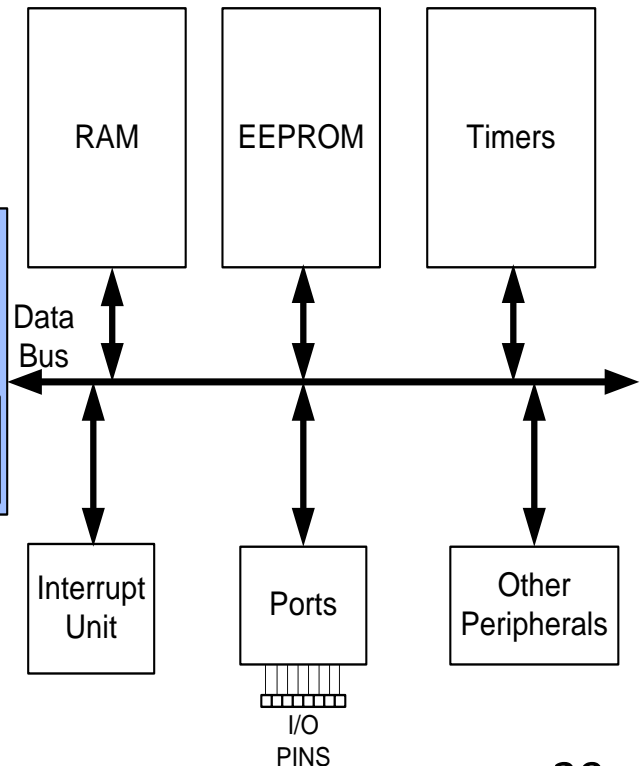 RAM
EEPROM
Timers
Data
Bus
Interrupt
Unit
Ports
Other
Peripherals
I/O
PINS